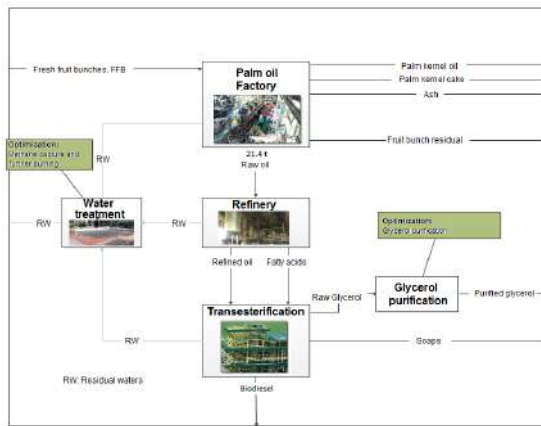 Palm kernel oil
Fresh fruit bunches, FFB
Palm oil
Factory
Palm kernel cake
Ash
Optimization:
Methane capture and
further burning
RW
Fruit bunch residual
21.4 t
Raw oil
Water
treatment
Refinery
RW
RW
Optimization:
Glycerol purification
Refined oil
Fatty acids
Glycerol
purification
Raw Glycerol
Purified glycerol
Transesterification
RW
Soaps
RW: Residual waters
Biodiesel